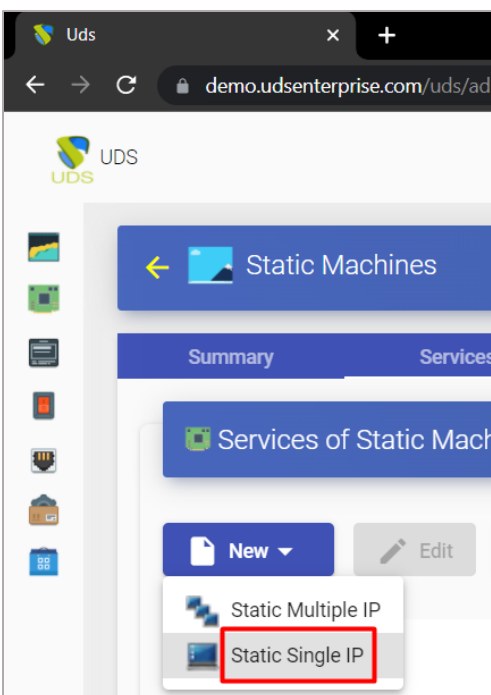 Uds
demo.udsenterprise.com/uds/ad
UDS
UDS
Static Machines
Summary
Services
Services of Static Mach
New
Edit
Static Multiple IP
Static Single IP